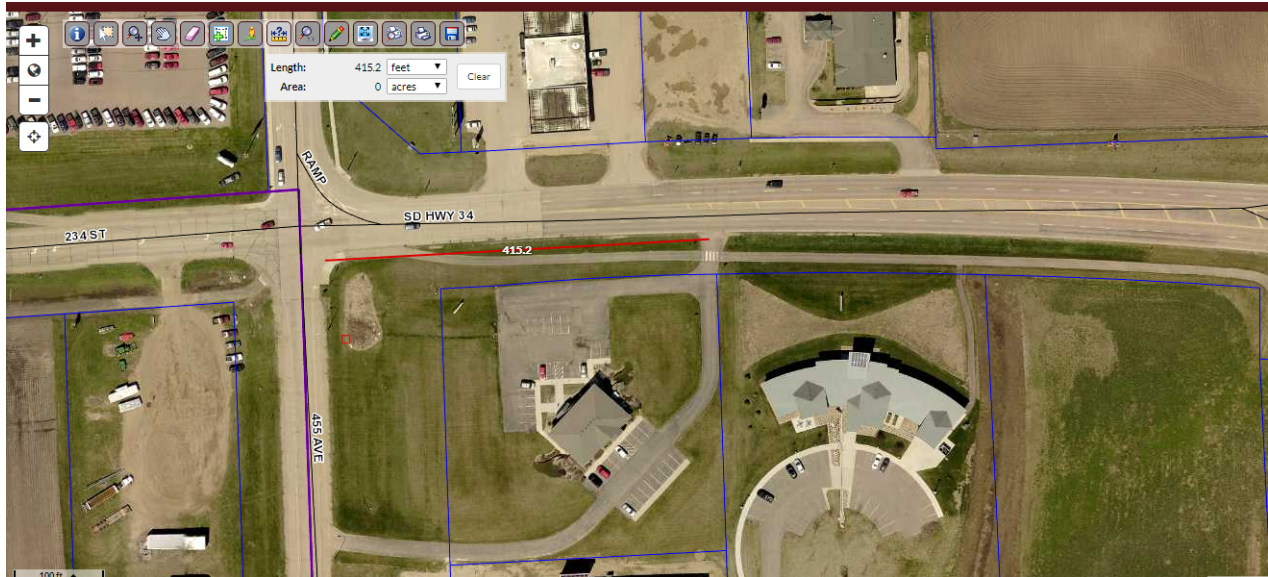 Length: 415.2 feet
Area: 0 acres
Clear
RAMP
SD HWY 34
234 ST
415.2
455 AVE
100 ft